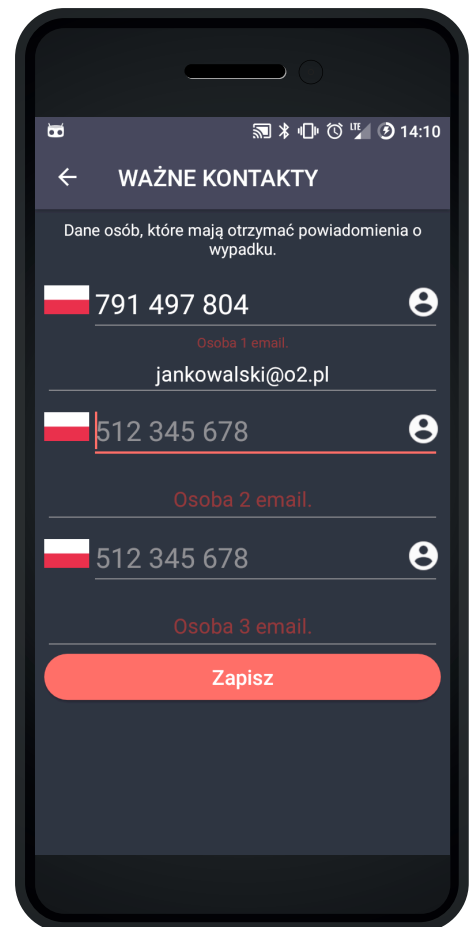 LTE 14:10
WAŻNE KONTAKTY
Dane osób, które mają otrzymać powiadomienia o
wypadku.
791 497 804
Osoba 1 email.
jankowalski@o2.pl
512 345 678
Osoba 2 email.
512 345 678
Osoba 3 email.
Zapisz